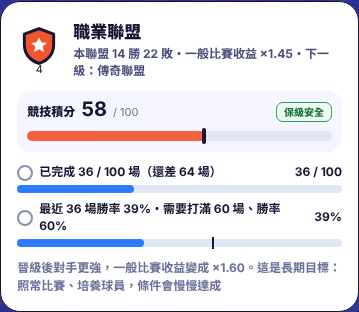 職業聯盟
本聯盟 14 勝 22 敗・一般比賽收益 ×1.45・下一
級：傳奇聯盟
4
競技積分 58 / 100 保級安全
已完成 36 / 100 場（還差 64 場） 36 / 100
最近 36 場勝率 39%・需要打滿 60 場、勝率
60% 39%
晉級後對手更強，一般比賽收益變成 ×1.60。這是長期目標：
照常比賽、培養球員，條件會慢慢達成